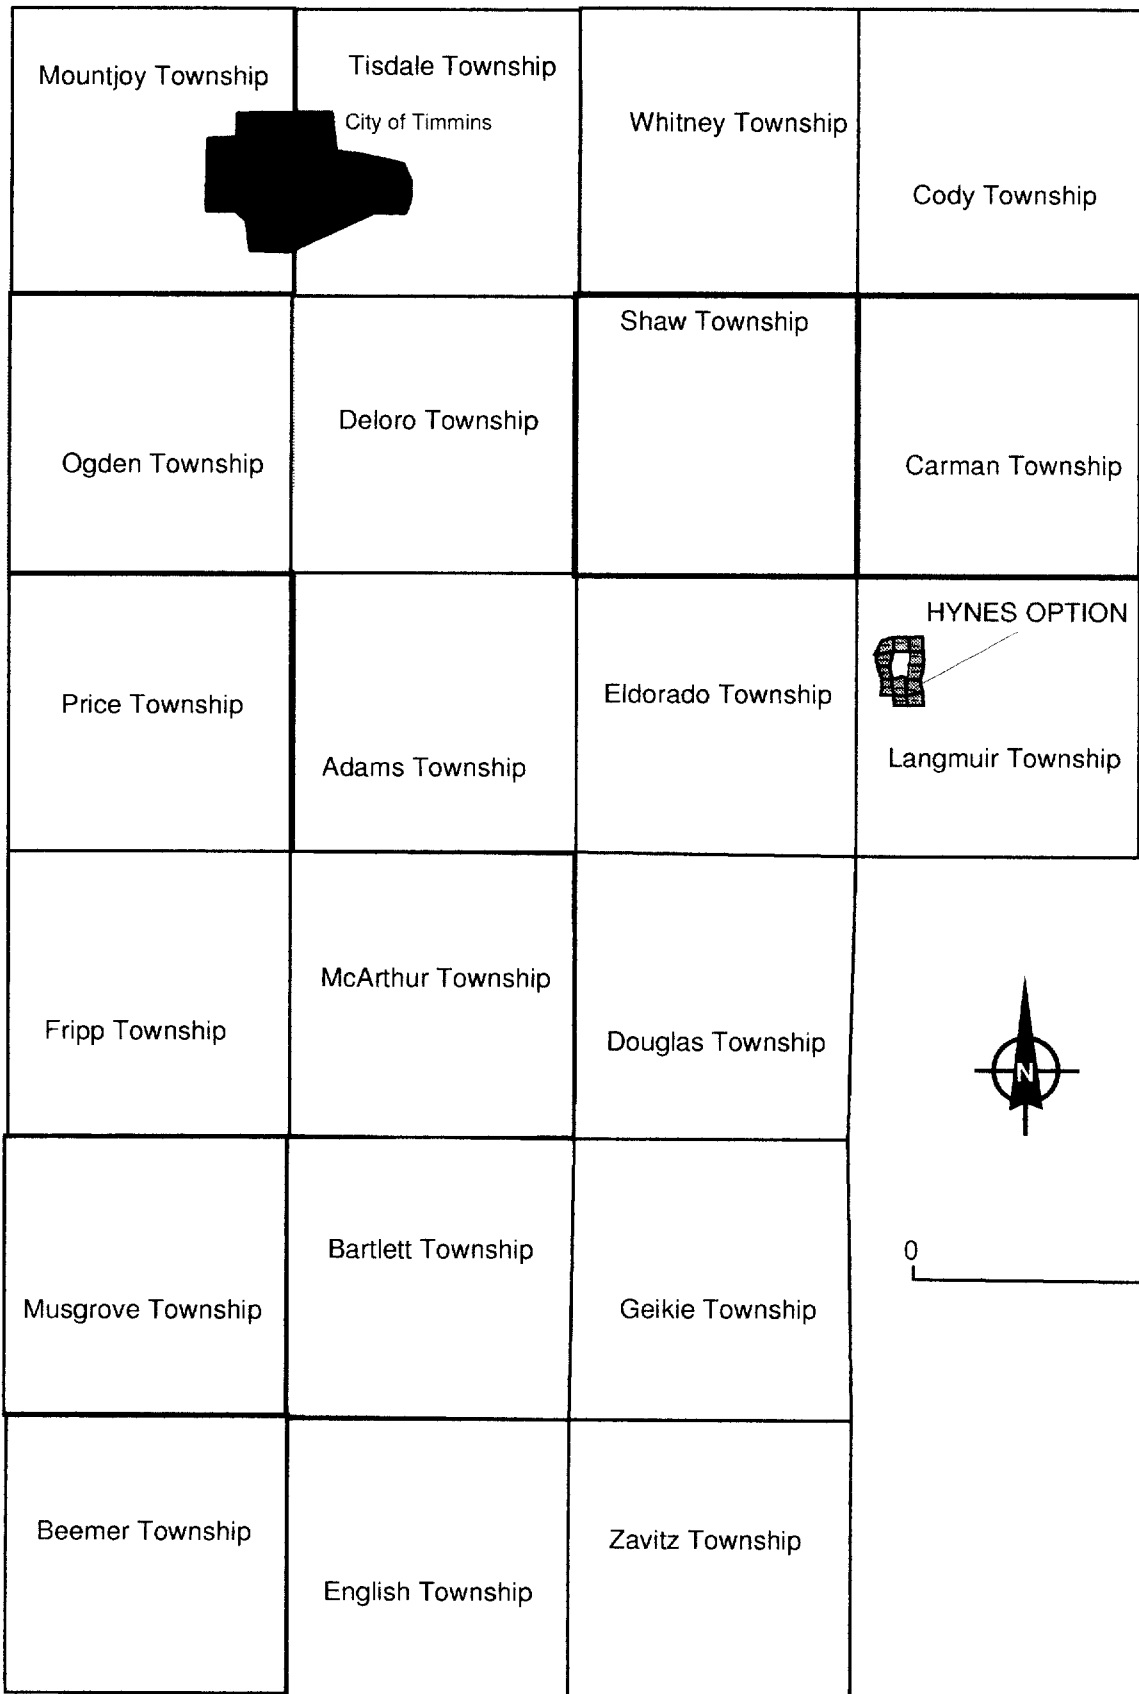 Mountjoy Township
Tisdale Township
City of Timmins
Whitney Township
Cody Township
Shaw Township
Deloro Township
Ogden Township
Carman Township
HYNES OPTION
Price Township
Eldorado Township
Adams Township
Langmuir Township
McArthur Township
Fripp Township
Douglas Township
N
Bartlett Township
0
Musgrove Township
Geikie Township
Beemer Township
Zavitz Township
English Township